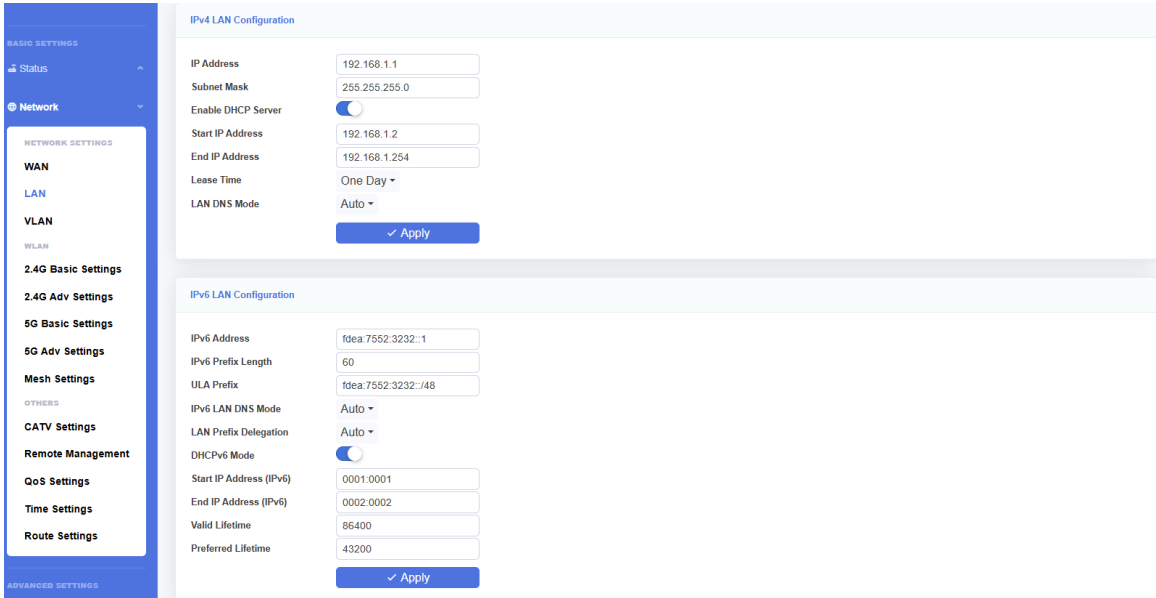 BASIC SETTINGS
Status
Network
NETWORK SETTINGS
WAN
LAN
VLAN
WLAN
2.4G Basic Settings
2.4G Adv Settings
5G Basic Settings
5G Adv Settings
Mesh Settings
OTHERS
CATV Settings
Remote Management
QoS Settings
Time Settings
Route Settings
ADVANCED SETTINGS
IPv4 LAN Configuration
IP Address 192.168.1.1
Subnet Mask 255.255.255.0
Enable DHCP Server
Start IP Address 192.168.1.2
End IP Address 192.168.1.254
Lease Time One Day
LAN DNS Mode Auto
Apply
IPv6 LAN Configuration
IPv6 Address fdea:7552:3232::1
IPv6 Prefix Length 60
ULA Prefix fdea:7552:3232::/48
IPv6 LAN DNS Mode Auto
LAN Prefix Delegation Auto
DHCPv6 Mode
Start IP Address (IPv6) 0001:0001
End IP Address (IPv6) 0002:0002
Valid Lifetime 86400
Preferred Lifetime 43200
Apply